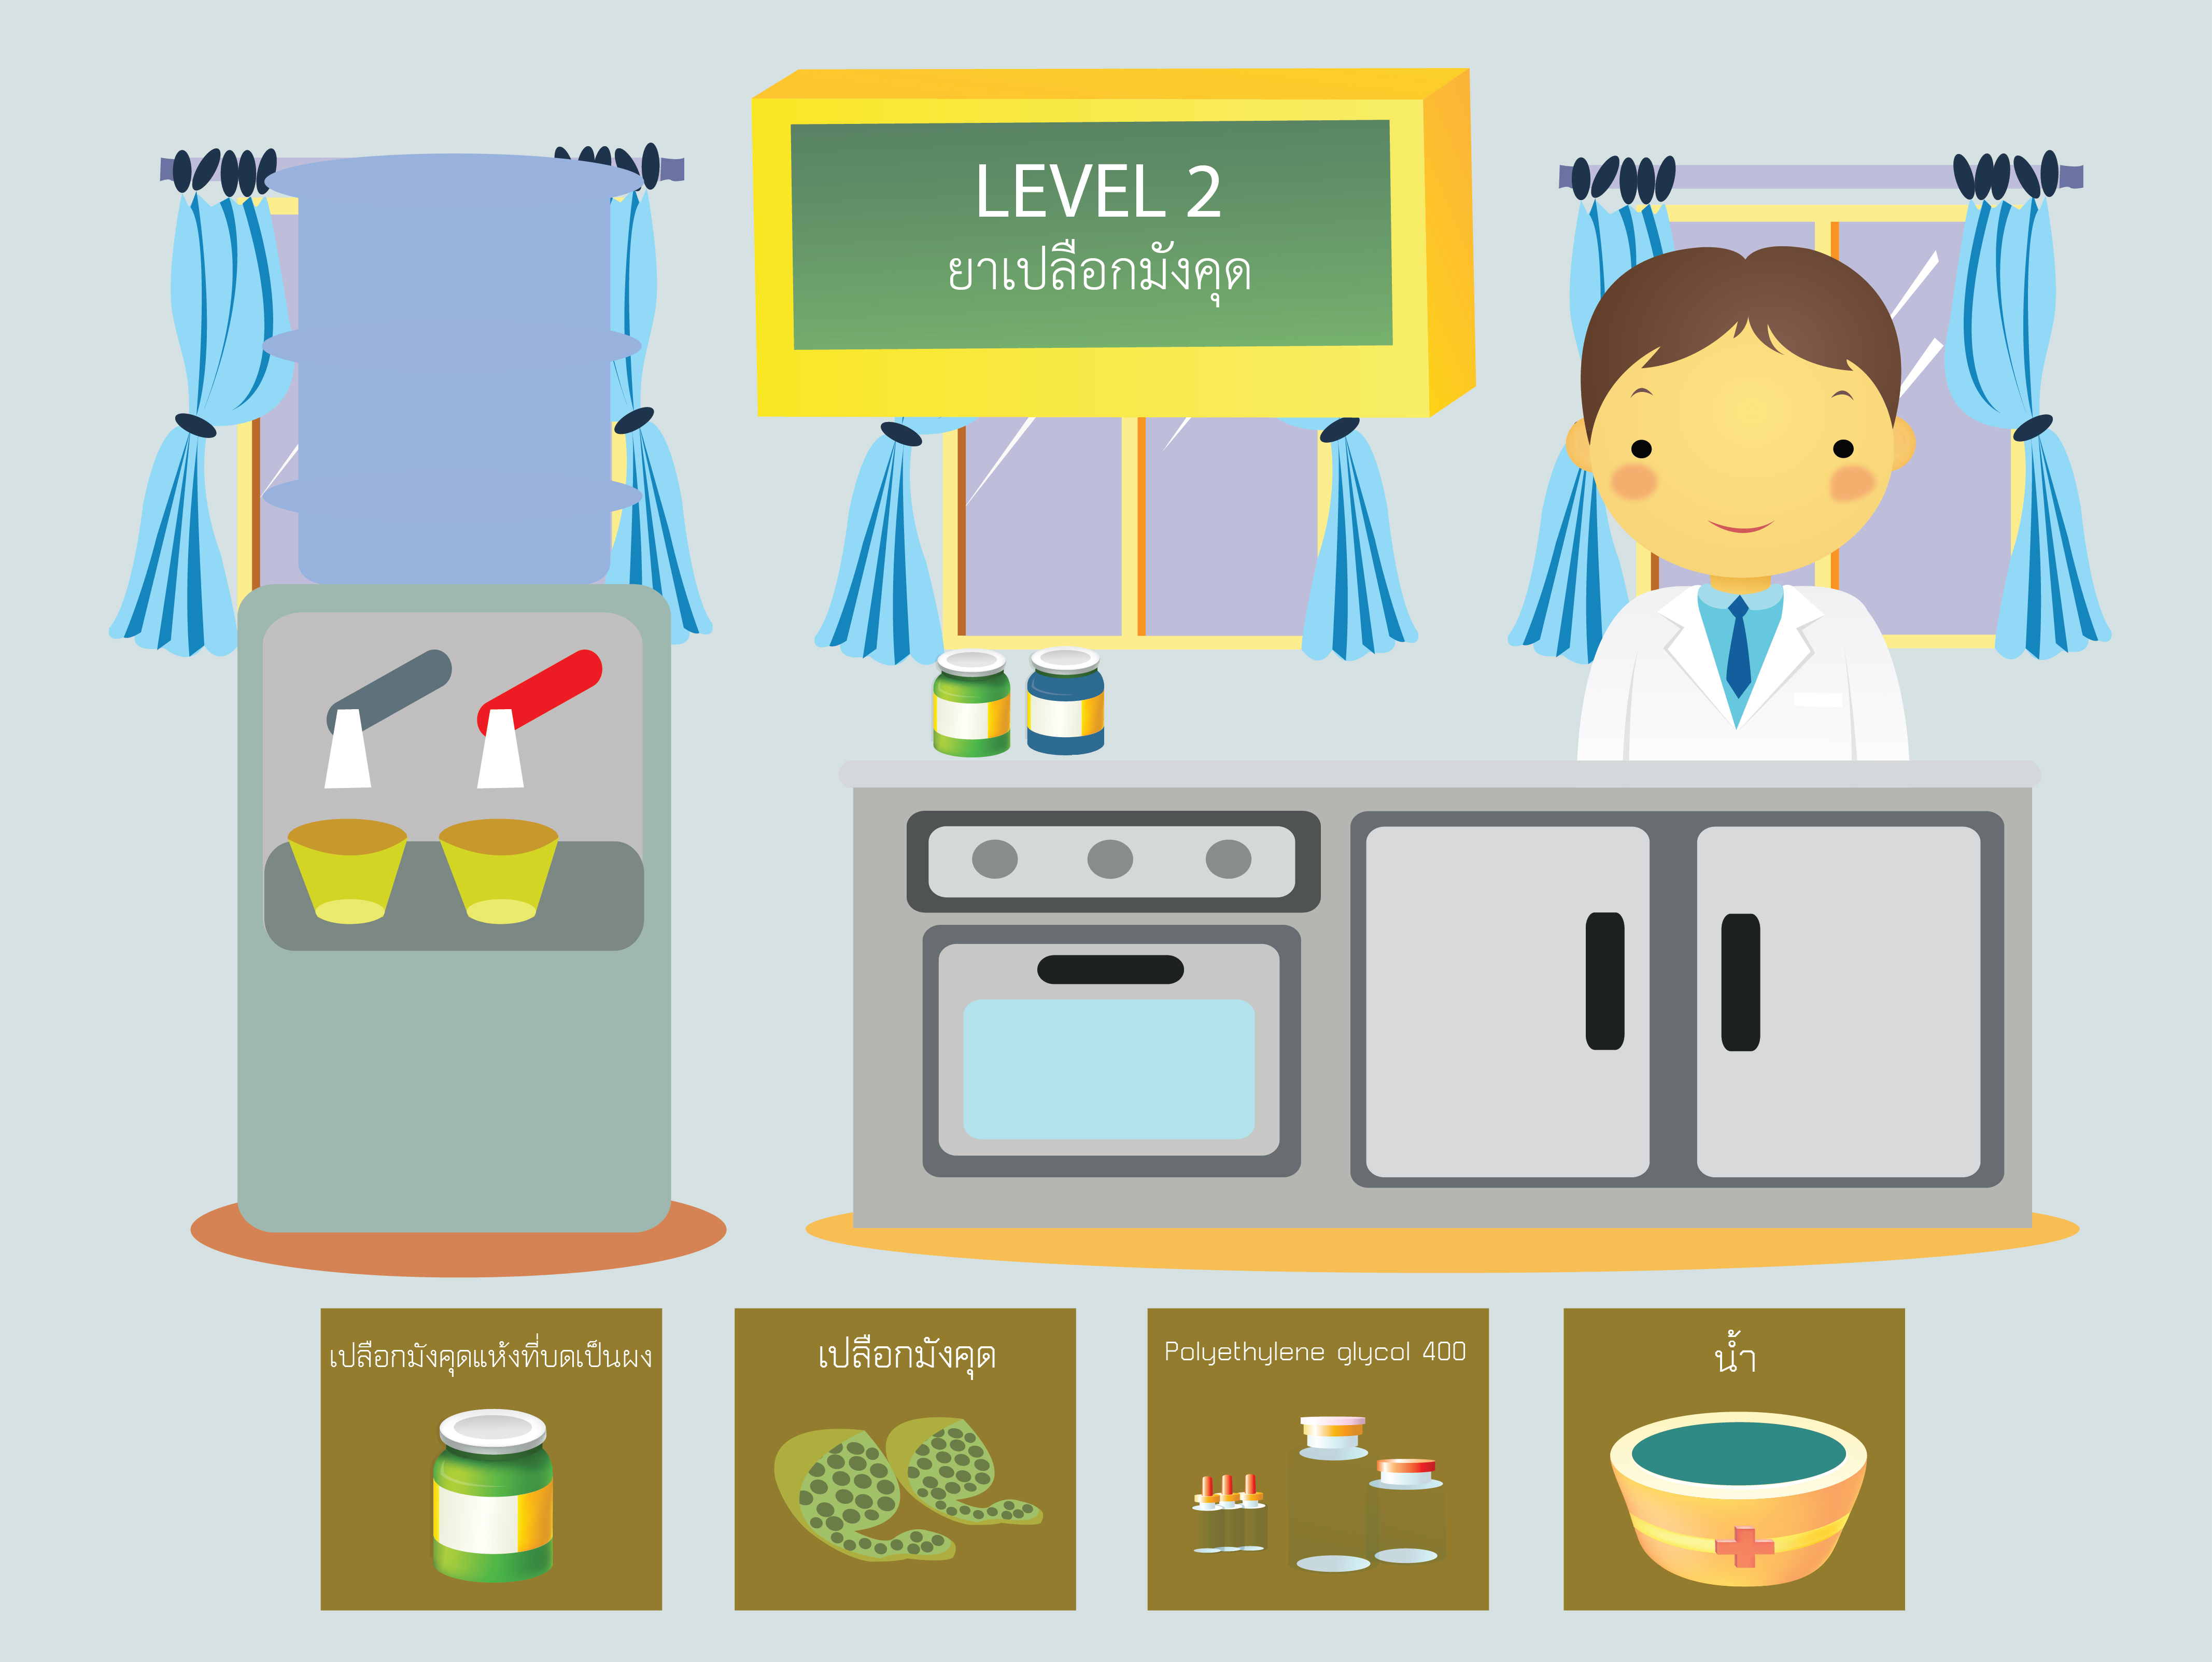 LEVEL 2
ยาเปลือกมังคุด
เปลือกมังคุดแห้งที่บดเป็นผง
เปลือกมังคุด
Polyethylene glycol 400
น้ำ